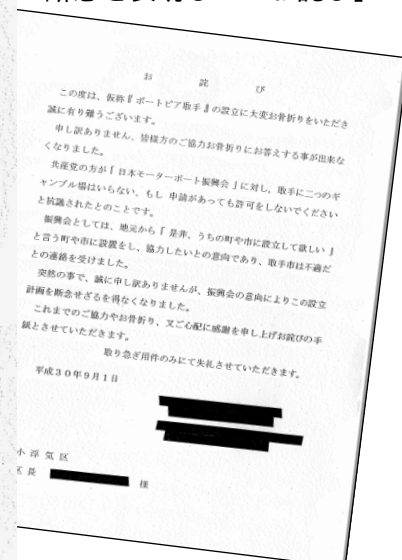 お　詫　び
この度は、仮称『ボートピア取手』の設立に大変お骨折りをいただき
誠に有り難うございます。
申し訳ありません、皆様方のご協力お骨折りにお答えする事が出来な
くなりました。
共産党の方が「日本モーターボート振興会」に対し、取手に二つのギ
ャンブル場はいらない、もし 申請があっても許可をしないでください
と抗議されたとのことです。
振興会としては、地元から「是非、うちの町や市に設立して欲しい」
と言う町や市に設置をし、協力したいとの意向であり、取手市は不適だ
との連絡を受けました。
突然の事で、誠に申し訳ありませんが、振興会の意向によりこの設立
計画を断念せざるを得なくなりました。
これまでのご協力やお骨折り、又ご心配に感謝を申し上げお詫びの手
紙とさせていただきます。
取り急ぎ用件のみにて失礼させていただきます。
平成３０年９月１日
小浮気区
区長　様